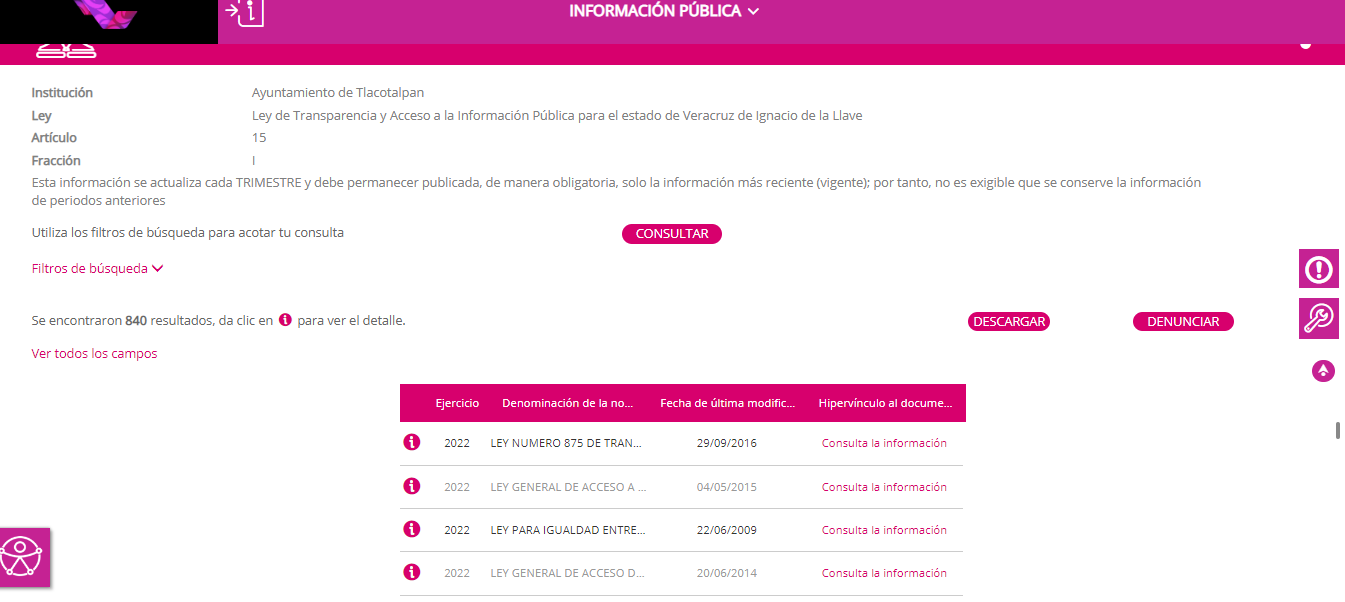 INFORMACIÓN PÚBLICA
Institución Ayuntamiento de Tlacotalpan
Ley Ley de Transparencia y Acceso a la Información Pública para el estado de Veracruz de Ignacio de la Llave
Artículo 15
Fracción I
Esta información se actualiza cada TRIMESTRE y debe permanecer publicada, de manera obligatoria, solo la información más reciente (vigente); por tanto, no es exigible que se conserve la información
de periodos anteriores
Utiliza los filtros de búsqueda para acotar tu consulta CONSULTAR
Filtros de búsqueda
Se encontraron 840 resultados, da clic en i para ver el detalle. DESCARGAR DENUNCIAR
Ver todos los campos
Ejercicio Denominación de la no... Fecha de última modific... Hipervínculo al docume...
2022 LEY NUMERO 875 DE TRAN... 29/09/2016 Consulta la información
2022 LEY GENERAL DE ACCESO A ... 04/05/2015 Consulta la información
2022 LEY PARA IGUALDAD ENTRE... 22/06/2009 Consulta la información
2022 LEY GENERAL DE ACCESO D... 20/06/2014 Consulta la información